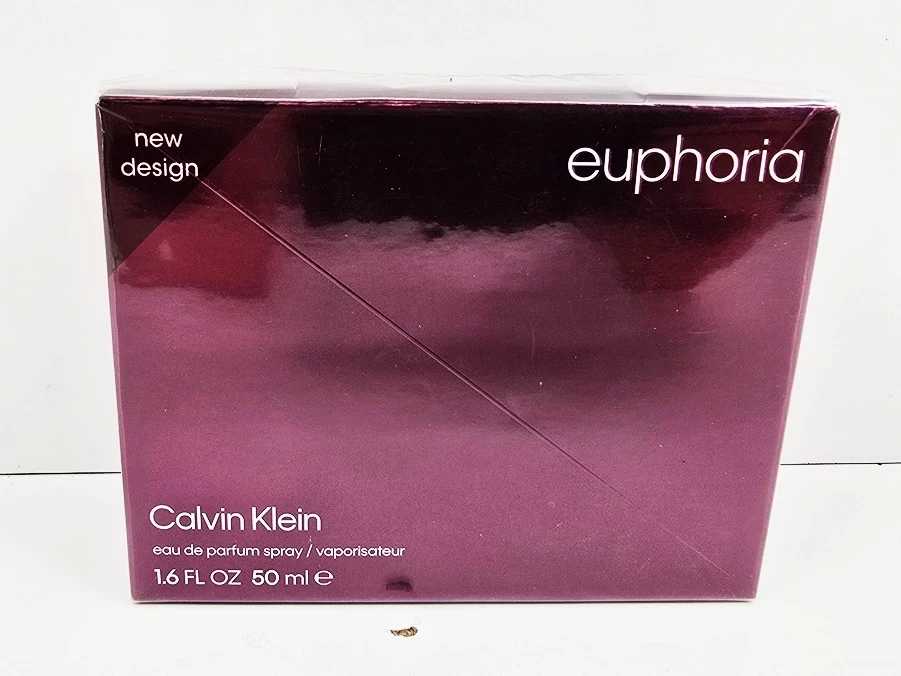 new
design
euphoria
Calvin Klein
eau de parfum spray / vaporisateur
1.6 FL OZ 50 ml ℮